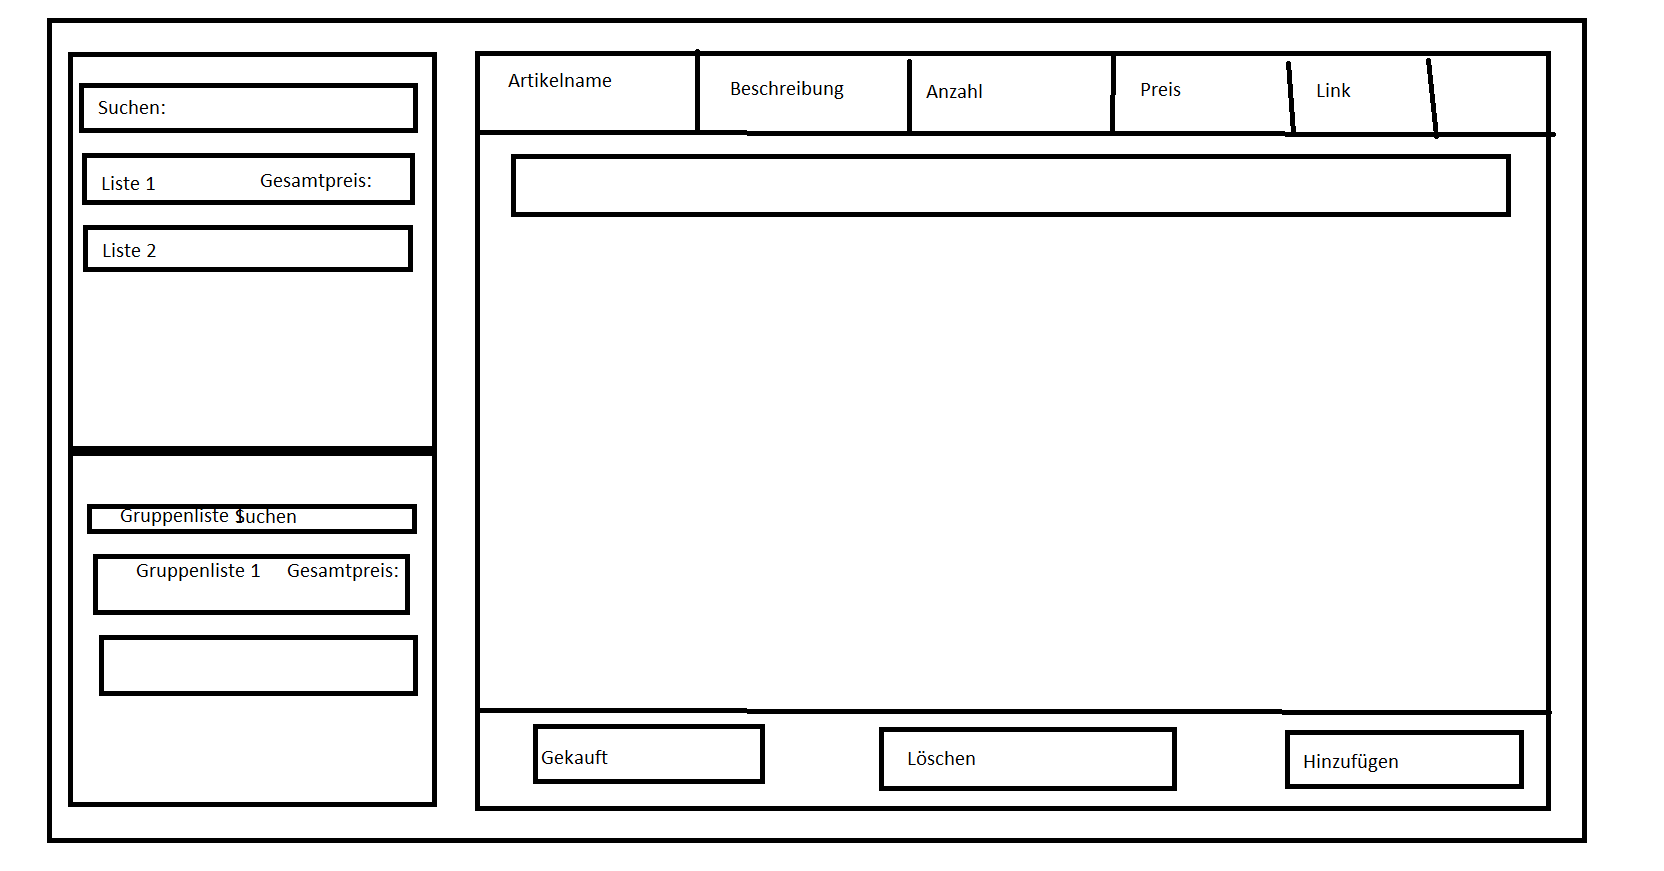 Suchen:
Liste 1 Gesamtpreis:
Liste 2
Gruppenliste Suchen
Gruppenliste 1 Gesamtpreis:
Artikelname Beschreibung Anzahl Preis Link
Gekauft Löschen Hinzufügen